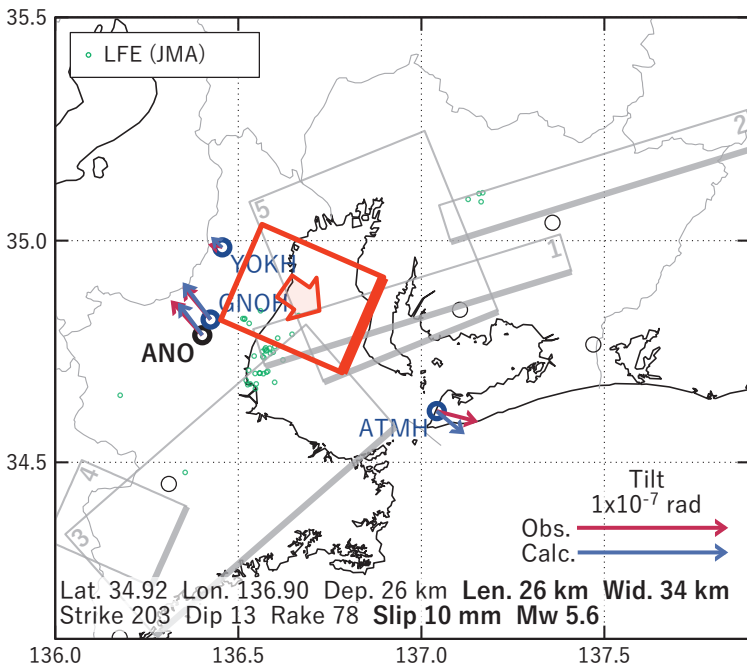 35.5
LFE (JMA)
2
5
35.0
YOKH
1
GNOH
ANO
ATMH
34.5
4
3
Tilt
1x10⁻⁷ rad
Obs.
Calc.
Lat. 34.92 Lon. 136.90 Dep. 26 km Len. 26 km Wid. 34 km
Strike 203 Dip 13 Rake 78 Slip 10 mm Mw 5.6
136.0 136.5 137.0 137.5